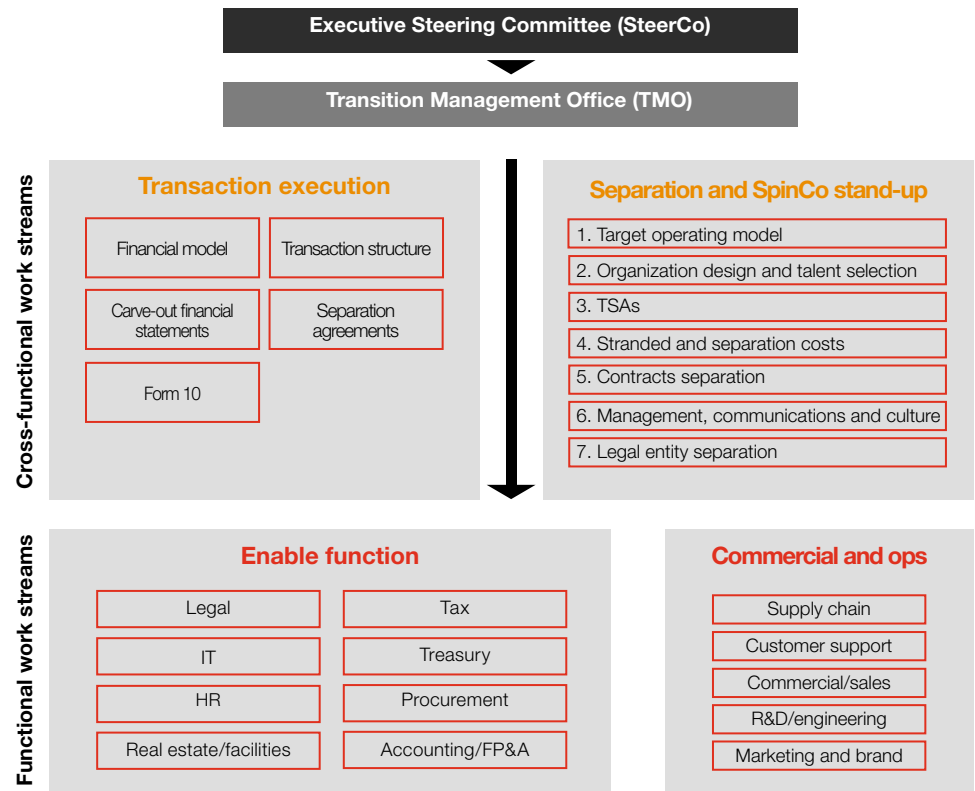 Executive Steering Committee (SteerCo)
Transition Management Office (TMO)
Cross-functional work streams
Transaction execution
Financial model
Transaction structure
Carve-out financial
statements
Separation
agreements
Form 10
Separation and SpinCo stand-up
1. Target operating model
2. Organization design and talent selection
3. TSAs
4. Stranded and separation costs
5. Contracts separation
6. Management, communications and culture
7. Legal entity separation
Functional work streams
Enable function
Legal
Tax
IT
Treasury
HR
Procurement
Real estate/facilities
Accounting/FP&A
Commercial and ops
Supply chain
Customer support
Commercial/sales
R&D/engineering
Marketing and brand